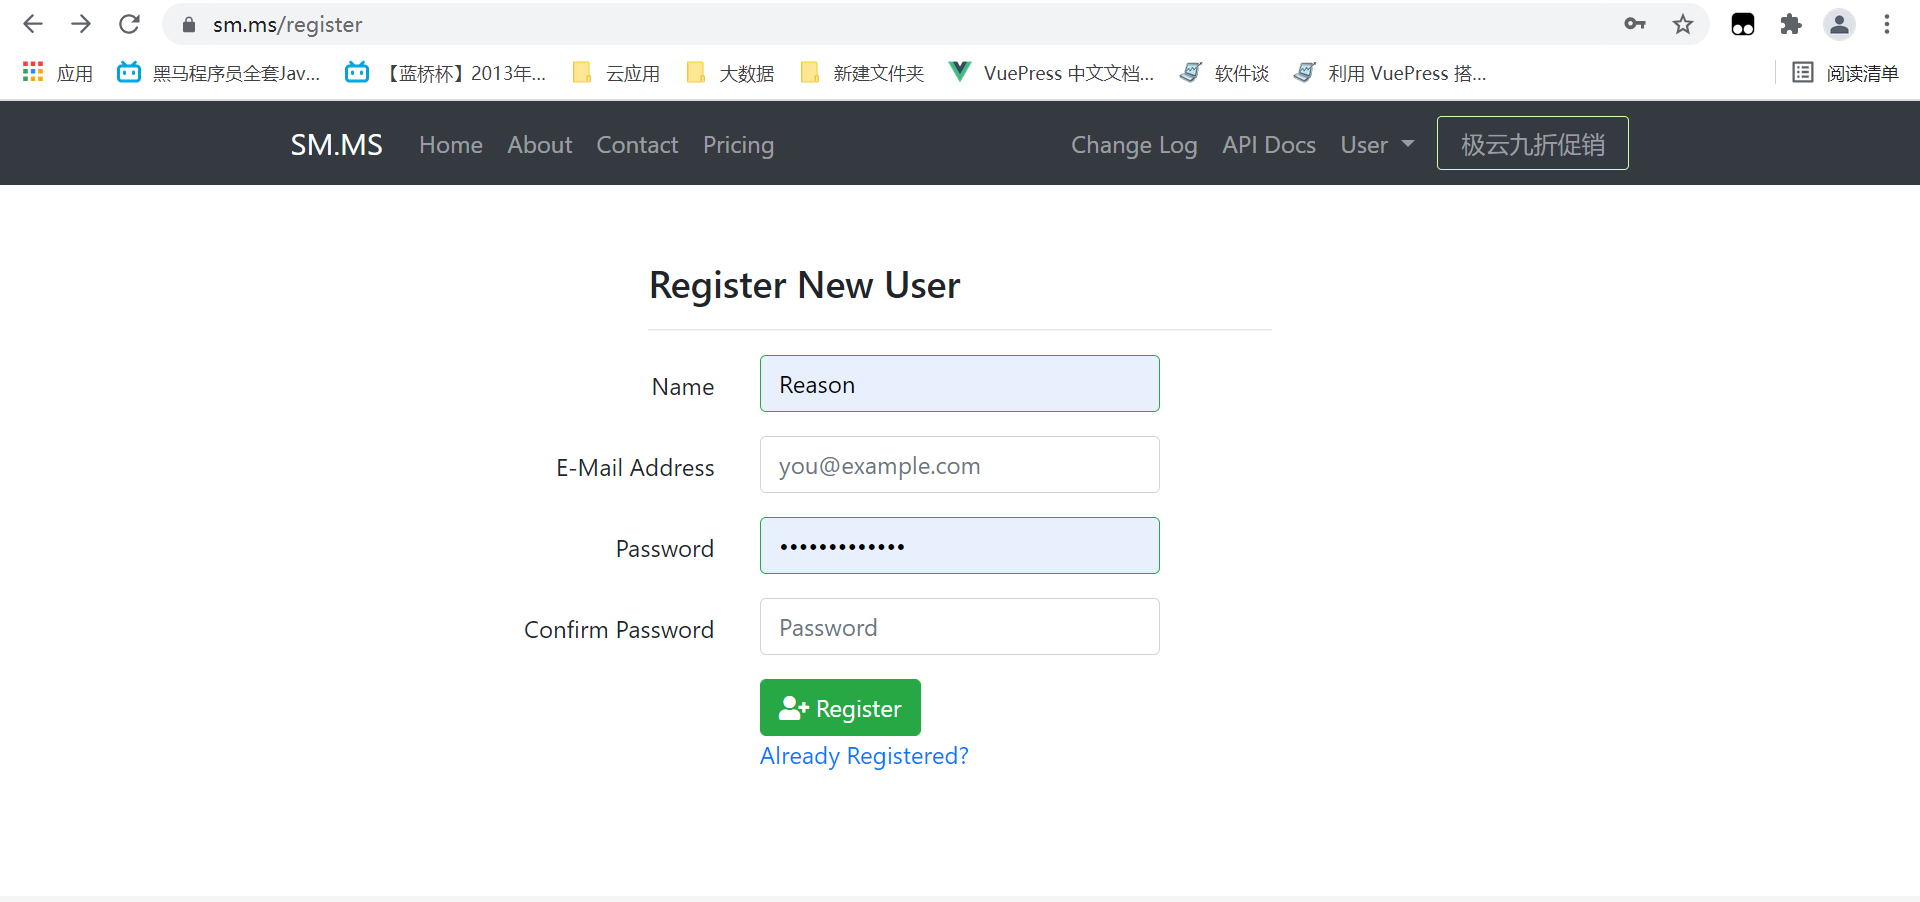 sm.ms/register
应用 黑马程序员全套Jav... 【蓝桥杯】2013年... 云应用 大数据 新建文件夹 VuePress 中文文档... 软件谈 利用 VuePress 搭... 阅读清单
SM.MS Home About Contact Pricing Change Log API Docs User 极云九折促销
Register New User
Name Reason
E-Mail Address you@example.com
Password •••••••••••••
Confirm Password Password
Register
Already Registered?